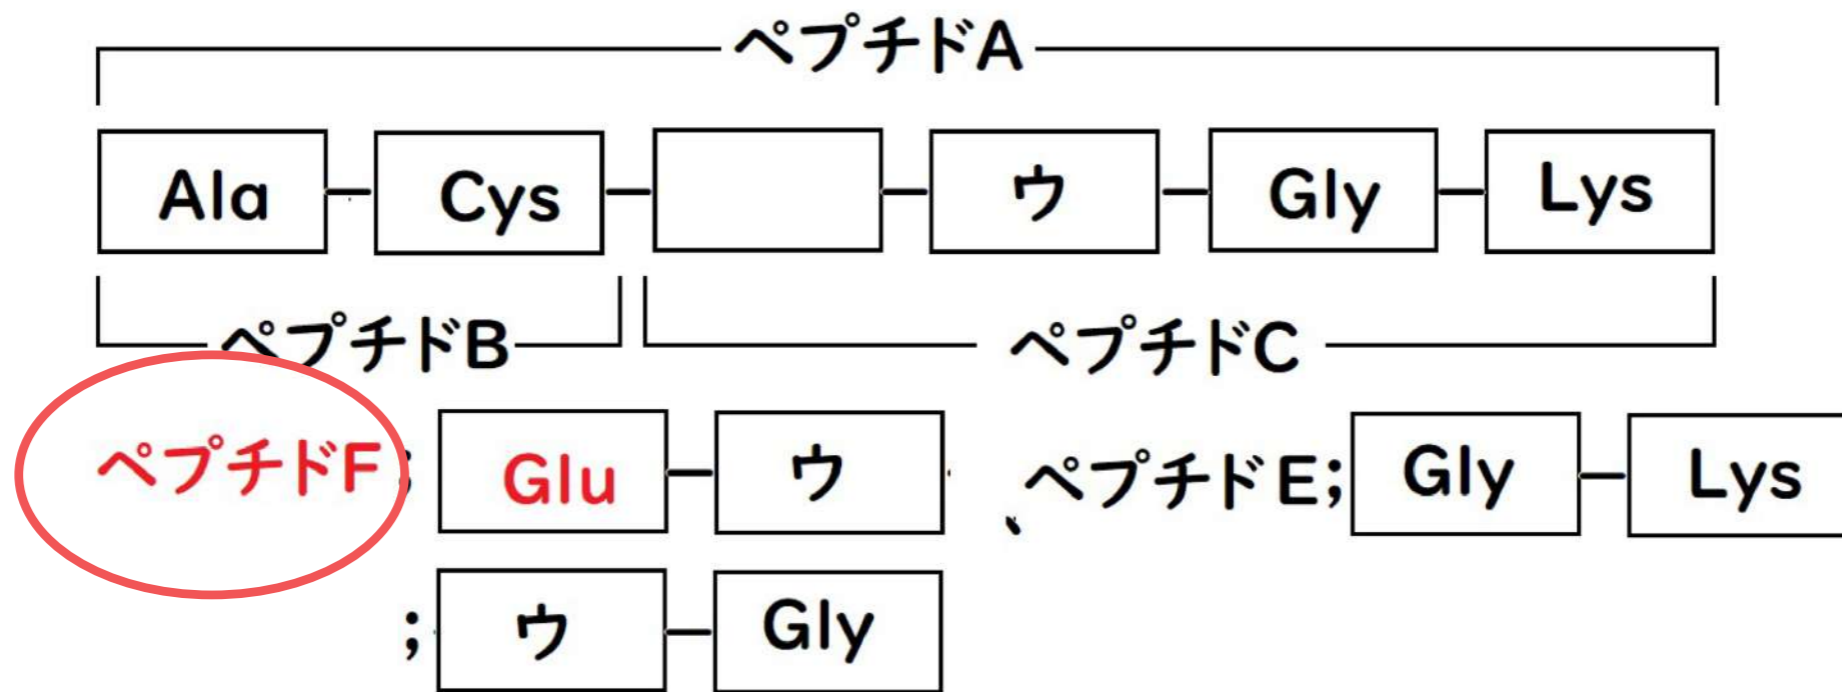 ペプチドA
Ala Cys ウ Gly Lys
ペプチドB ペプチドC
ペプチドF; Glu ウ 、ペプチドE; Gly Lys
; ウ Gly